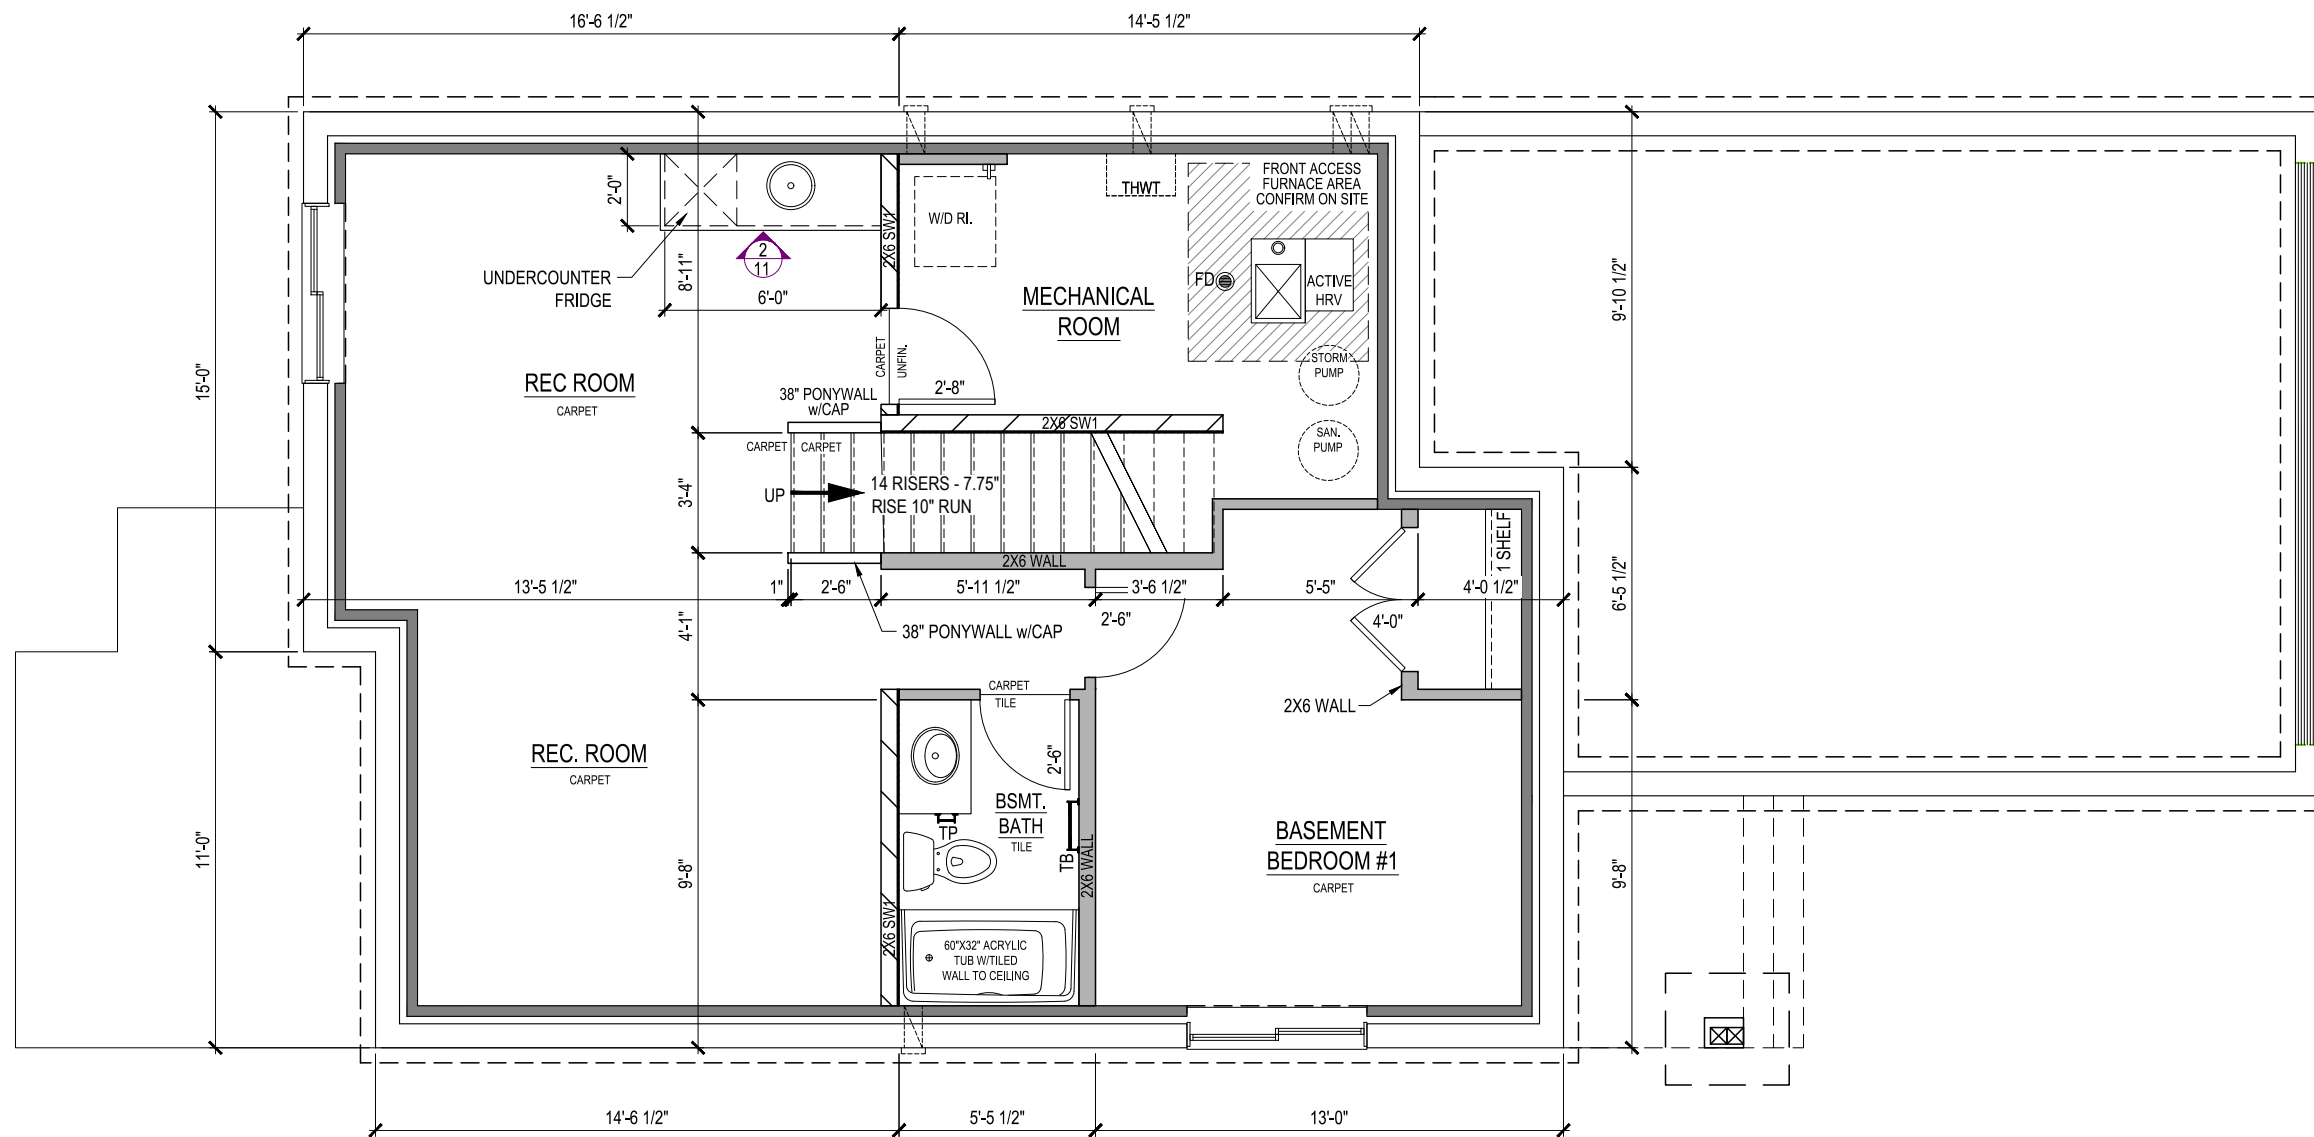 16'-6 1/2"
14'-5 1/2"
2'-0"
UNDERCOUNTER
FRIDGE
2
11
8'-11"
6'-0"
2X6 SW1
W/D RI.
THWT
FRONT ACCESS
FURNACE AREA
CONFIRM ON SITE
FD
ACTIVE
HRV
MECHANICAL
ROOM
STORM
PUMP
SAN.
PUMP
9'-10 1/2"
15'-0"
REC ROOM
CARPET
CARPET
UNFIN.
2'-8"
38" PONYWALL
w/CAP
2X6 SW1
CARPET
CARPET
UP
14 RISERS - 7.75"
RISE 10" RUN
3'-4"
2X6 WALL
13'-5 1/2"
1"
2'-6"
5'-11 1/2"
3'-6 1/2"
5'-5"
4'-0 1/2"
1 SHELF
6'-5 1/2"
4'-1"
38" PONYWALL w/CAP
2'-6"
4'-0"
2X6 WALL
CARPET
TILE
2'-6"
REC. ROOM
CARPET
BSMT.
BATH
TILE
TP
TB
2X6 WALL
BASEMENT
BEDROOM #1
CARPET
11'-0"
9'-8"
9'-8"
2X6 SW1
60"X32" ACRYLIC
TUB W/TILED
WALL TO CEILING
14'-6 1/2"
5'-5 1/2"
13'-0"